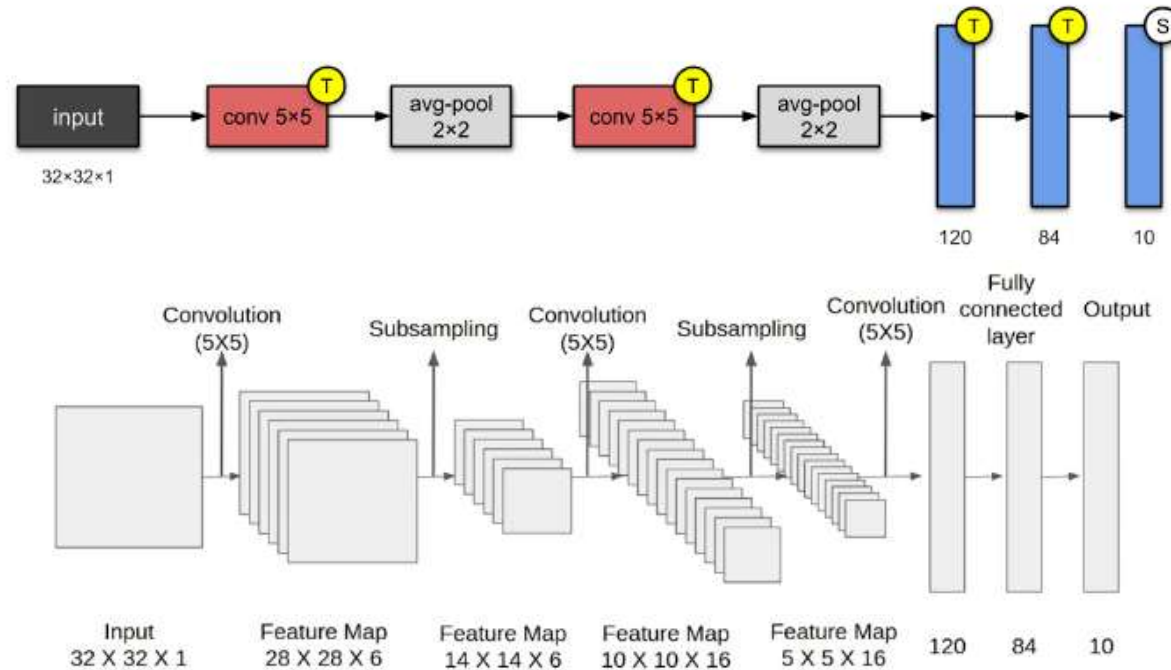 T
T
S
T
T
input
conv 5×5
avg-pool
2×2
conv 5×5
avg-pool
2×2
32×32×1
120
84
10
Convolution
(5X5)
Subsampling
Convolution
(5X5)
Subsampling
Convolution
(5X5)
Fully
connected
layer
Output
Input
32 X 32 X 1
Feature Map
28 X 28 X 6
Feature Map
14 X 14 X 6
Feature Map
10 X 10 X 16
Feature Map
5 X 5 X 16
120
84
10